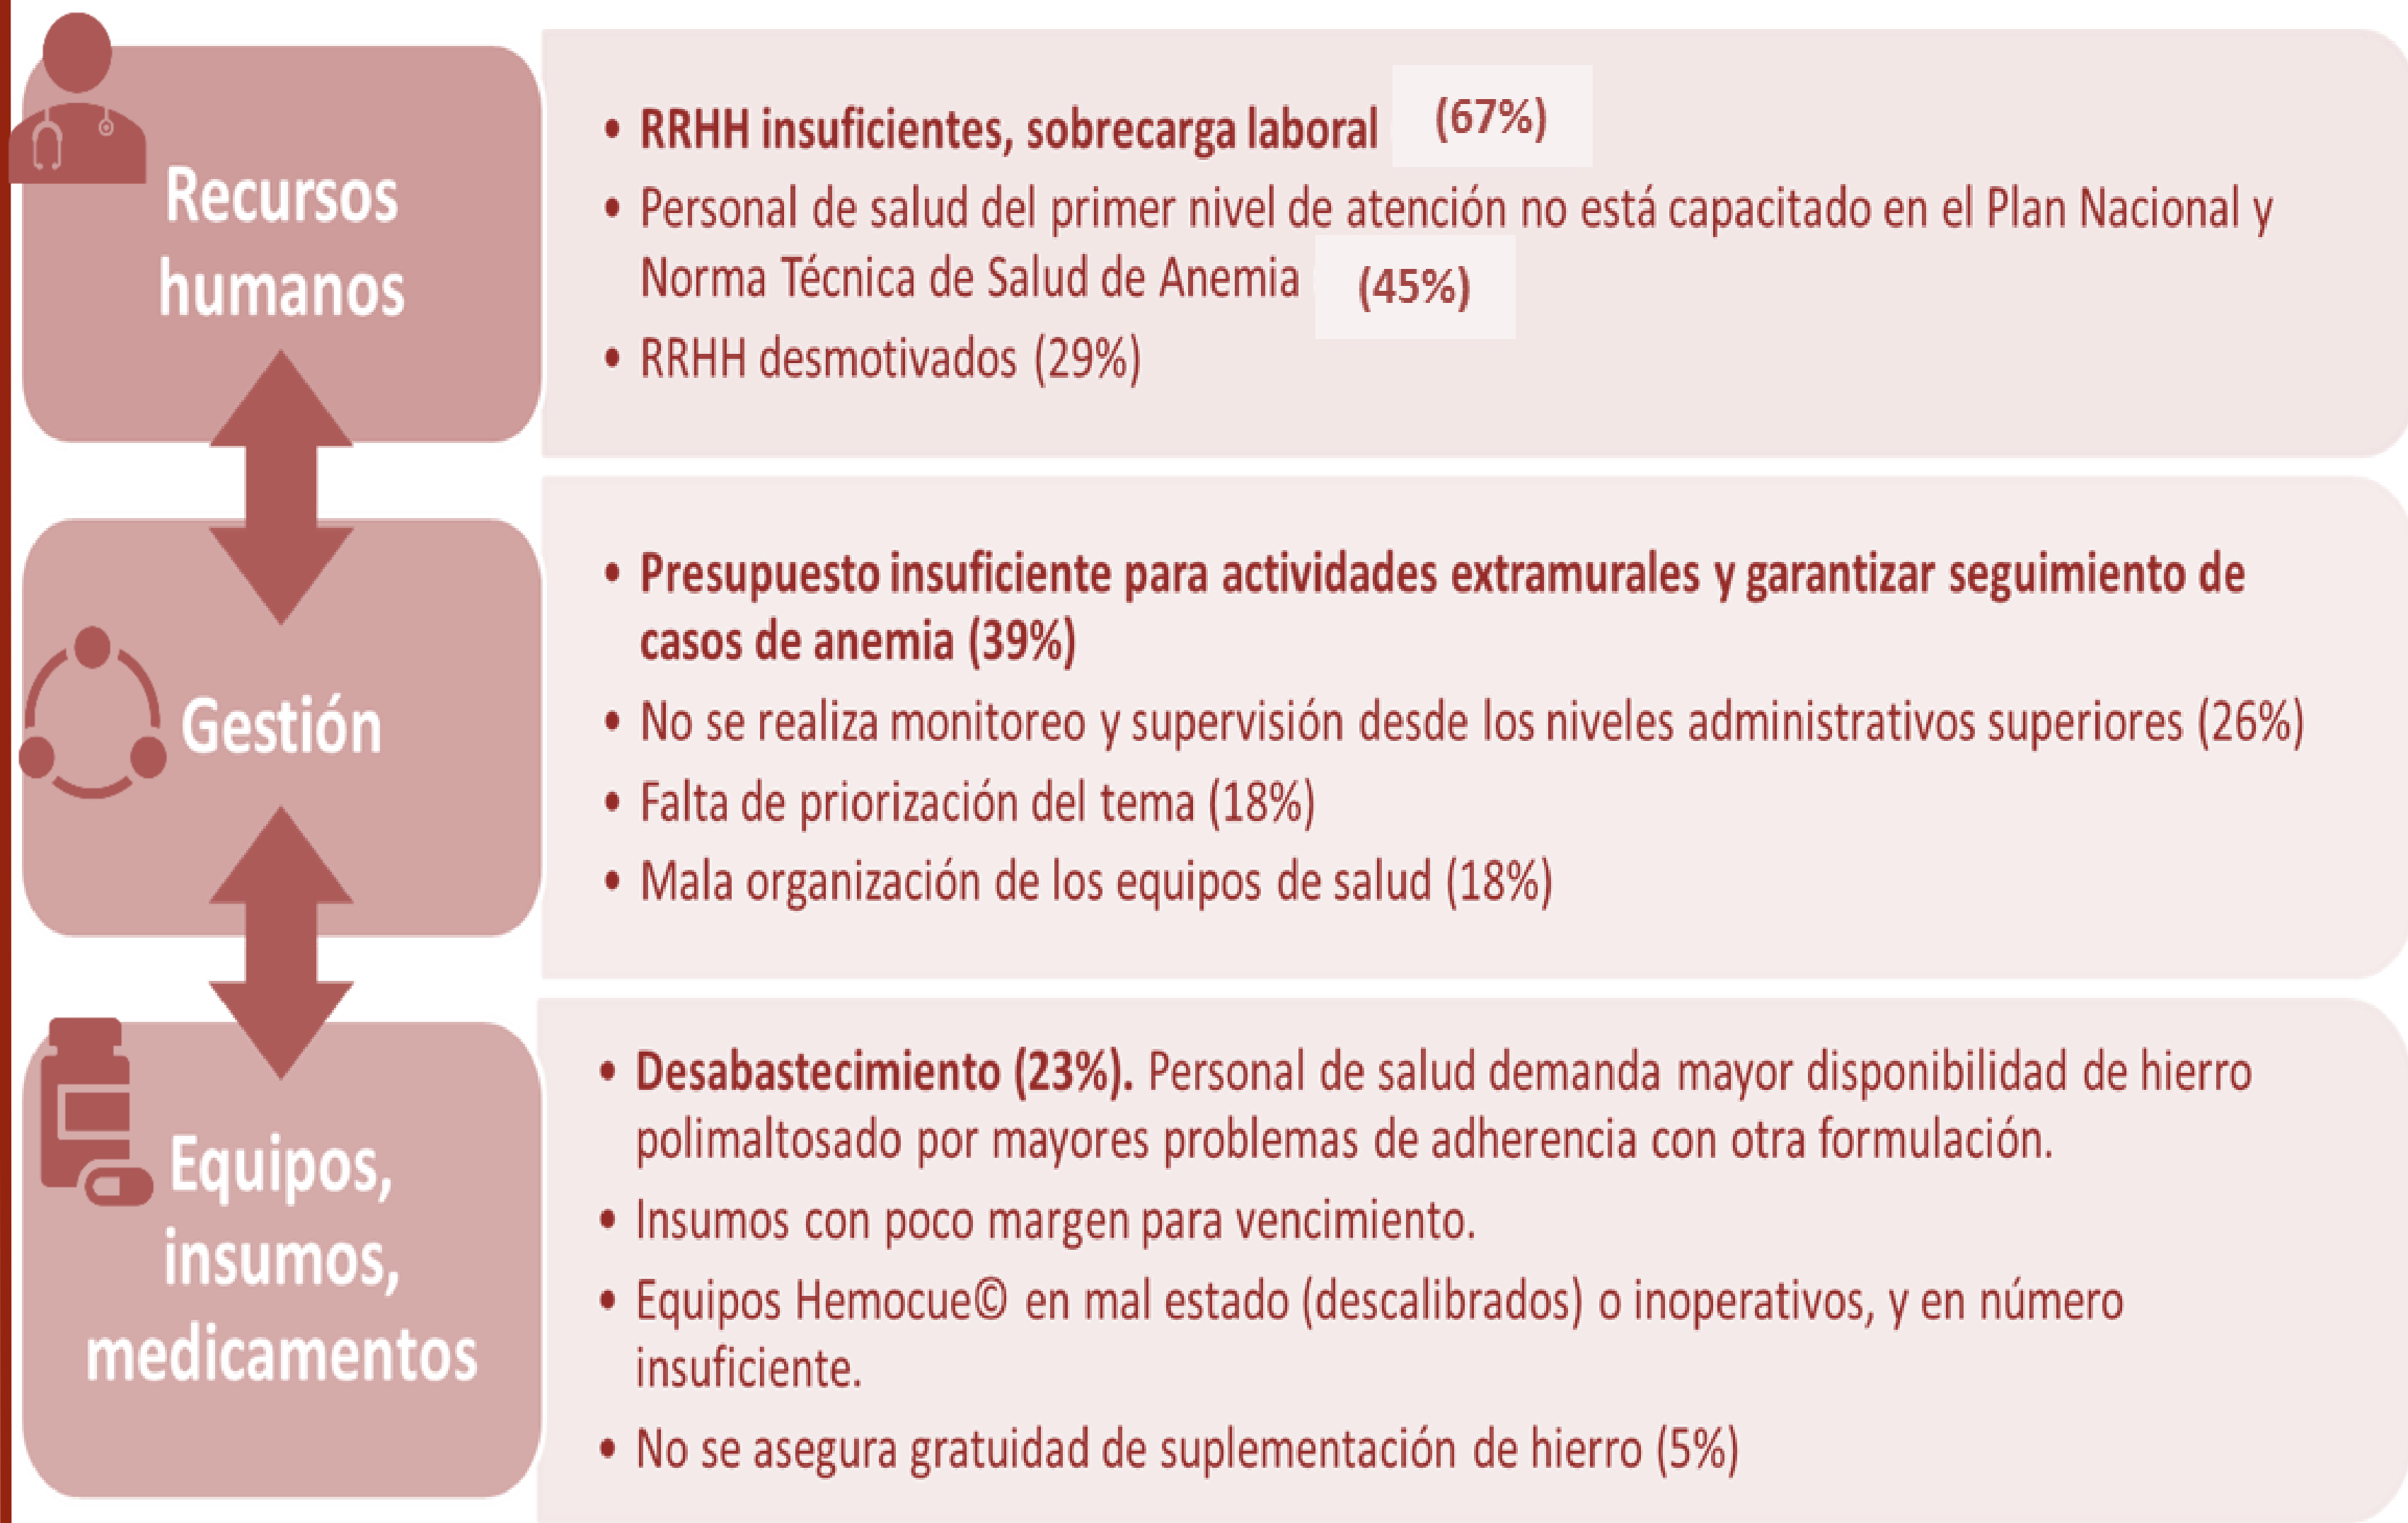 Recursos
humanos
• RRHH insuficientes, sobrecarga laboral (67%)
• Personal de salud del primer nivel de atención no está capacitado en el Plan Nacional y
Norma Técnica de Salud de Anemia (45%)
• RRHH desmotivados (29%)
Gestión
• Presupuesto insuficiente para actividades extramurales y garantizar seguimiento de
casos de anemia (39%)
• No se realiza monitoreo y supervisión desde los niveles administrativos superiores (26%)
• Falta de priorización del tema (18%)
• Mala organización de los equipos de salud (18%)
Equipos,
insumos,
medicamentos
• Desabastecimiento (23%). Personal de salud demanda mayor disponibilidad de hierro
polimaltosado por mayores problemas de adherencia con otra formulación.
• Insumos con poco margen para vencimiento.
• Equipos Hemocue© en mal estado (descalibrados) o inoperativos, y en número
insuficiente.
• No se asegura gratuidad de suplementación de hierro (5%)